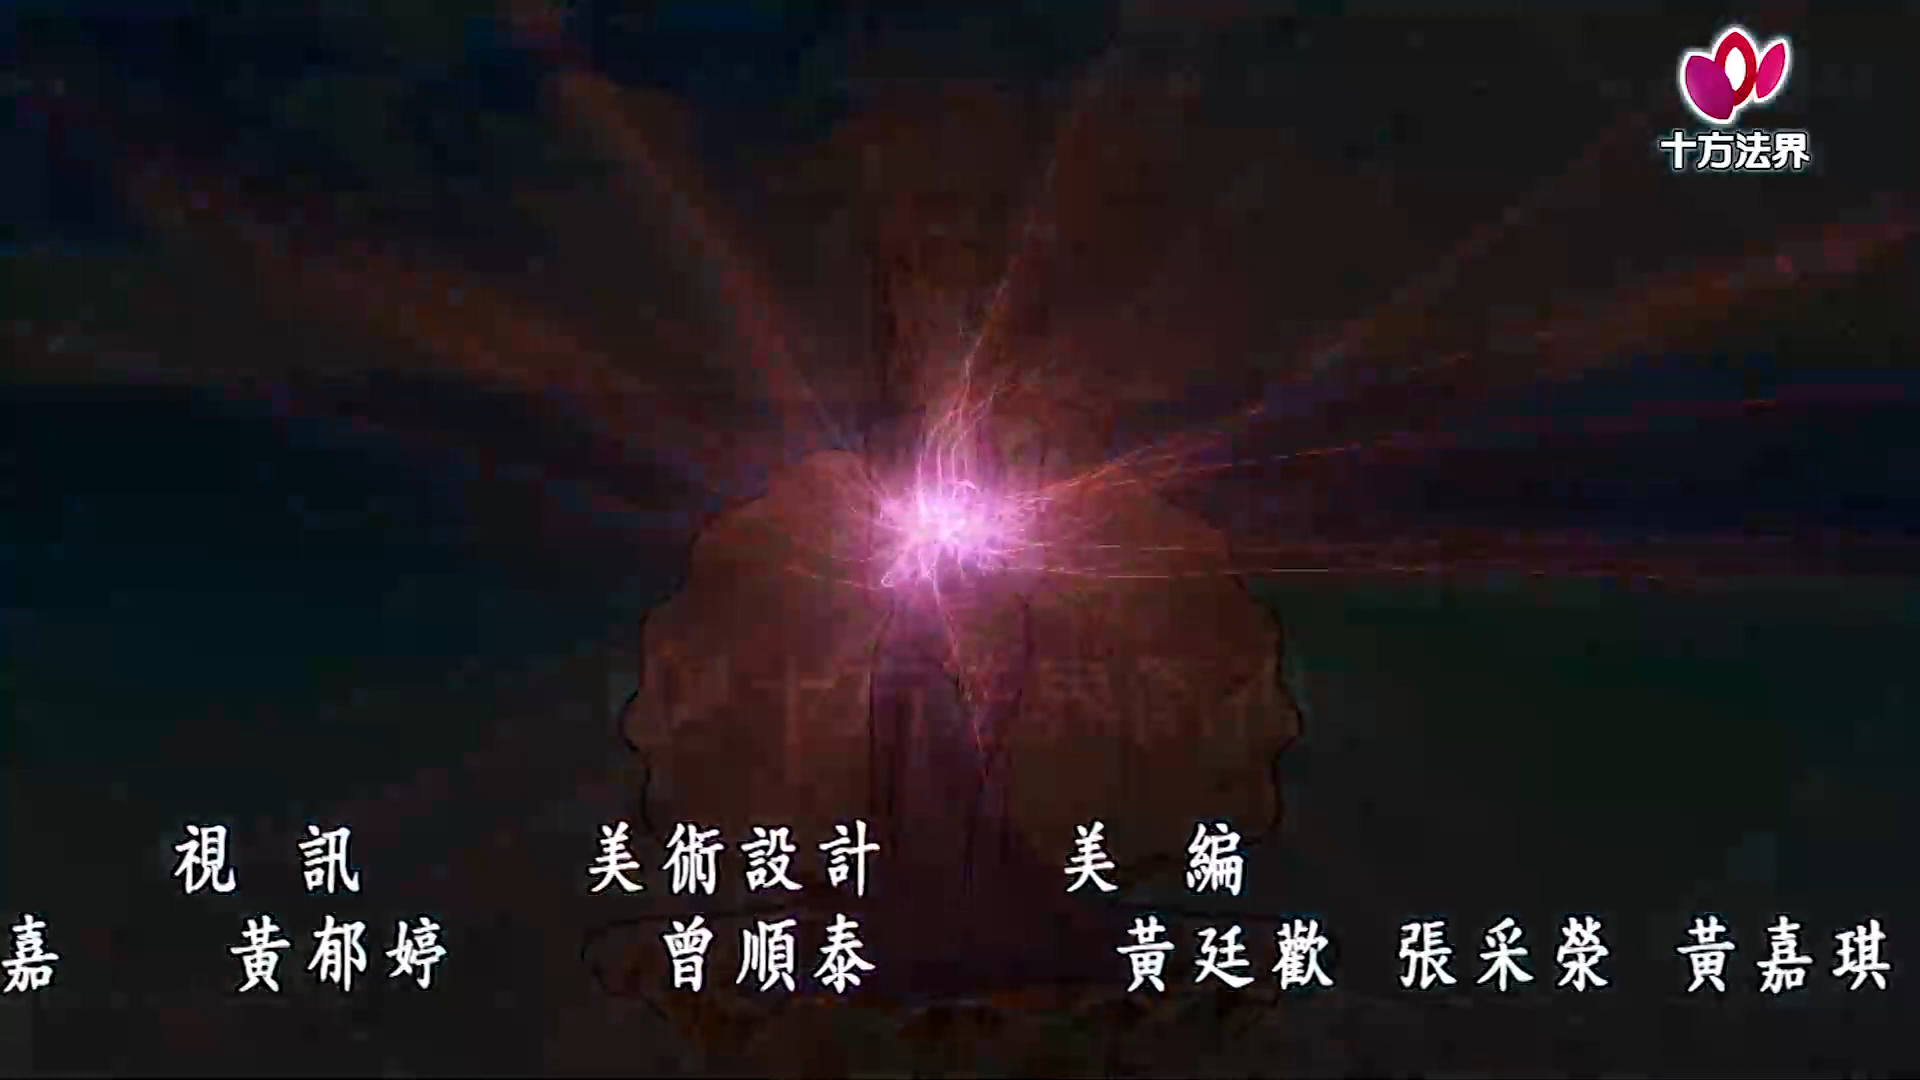 十方法界
視 訊 美術設計 美 編
嘉 黃郁婷 曾順泰 黃廷歡 張采滎 黃嘉琪